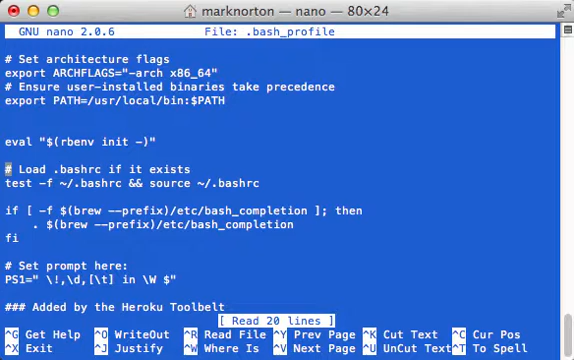 marknorton — nano — 80×24
GNU nano 2.0.6 File: .bash_profile
# Set architecture flags
export ARCHFLAGS="-arch x86_64"
# Ensure user-installed binaries take precedence
export PATH=/usr/local/bin:$PATH
eval "$(rbenv init -)"
# Load .bashrc if it exists
test -f ~/.bashrc && source ~/.bashrc
if [ -f $(brew --prefix)/etc/bash_completion ]; then
. $(brew --prefix)/etc/bash_completion
fi
# Set prompt here:
PS1=" \!,\d,[\t] in \W $"
### Added by the Heroku Toolbelt
[ Read 20 lines ]
^G Get Help ^O WriteOut ^R Read File ^Y Prev Page ^K Cut Text ^C Cur Pos
^X Exit ^J Justify ^W Where Is ^V Next Page ^U UnCut Text ^T To Spell